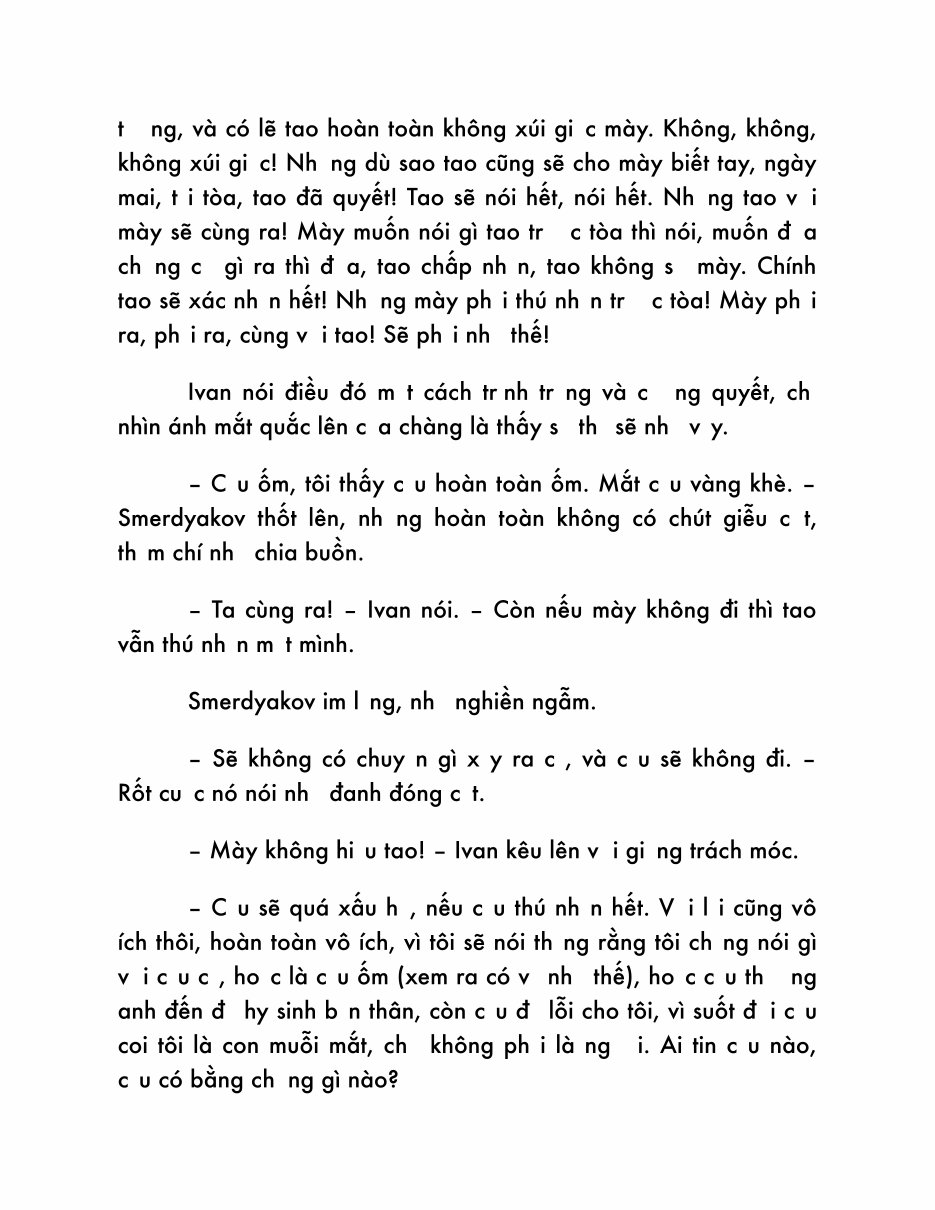 t ng, và có lẽ tao hoàn toàn không xúi gi c mày. Không, không,
không xúi gi c! Nh ng dù sao tao cũng sẽ cho mày biết tay, ngày
mai, t i tòa, tao đã quyết! Tao sẽ nói hết, nói hết. Nh ng tao v i
mày sẽ cùng ra! Mày muốn nói gì tao tr c tòa thì nói, muốn đ a
ch ng c gì ra thì đ a, tao chấp nh n, tao không s mày. Chính
tao sẽ xác nh n hết! Nh ng mày ph i thú nh n tr c tòa! Mày ph i
ra, ph i ra, cùng v i tao! Sẽ ph i nh thế!
Ivan nói điều đó m t cách tr nh tr ng và c ng quyết, ch
nhìn ánh mắt quắc lên c a chàng là thấy s th sẽ nh v y.
– C u ốm, tôi thấy c u hoàn toàn ốm. Mắt c u vàng khè. –
Smerdyakov thốt lên, nh ng hoàn toàn không có chút giễu c t,
th m chí nh chia buồn.
– Ta cùng ra! – Ivan nói. – Còn nếu mày không đi thì tao
vẫn thú nh n m t mình.
Smerdyakov im l ng, nh nghiền ngẫm.
– Sẽ không có chuy n gì x y ra c , và c u sẽ không đi. –
Rốt cu c nó nói nh đanh đóng c t.
– Mày không hi u tao! – Ivan kêu lên v i gi ng trách móc.
– C u sẽ quá xấu h , nếu c u thú nh n hết. V i l i cũng vô
ích thôi, hoàn toàn vô ích, vì tôi sẽ nói th ng rằng tôi ch ng nói gì
v i c u c , ho c là c u ốm (xem ra có v nh thế), ho c c u th ng
anh đến đ hy sinh b n thân, còn c u đ lỗi cho tôi, vì suốt đ i c u
coi tôi là con muỗi mắt, ch không ph i là ng i. Ai tin c u nào,
c u có bằng ch ng gì nào?